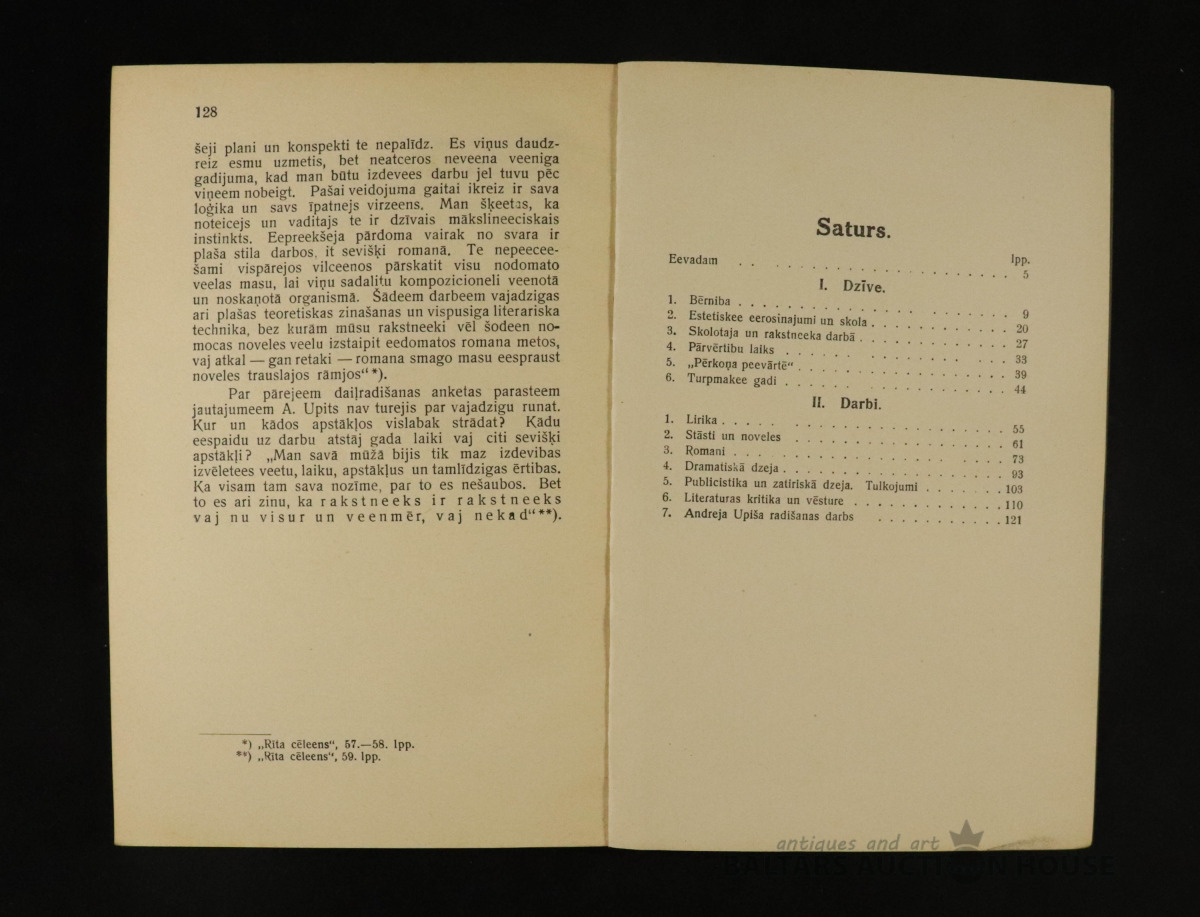 128
šeji plani un konspekti te nepalīdz. Es viņus daudz-
reiz esmu uzmetis, bet neatceros neveena veeniga
gadijuma, kad man būtu izdevees darbu jel tuvu pēc
viņeem nobeigt. Pašai veidojuma gaitai ikreiz ir sava
loģika un savs īpatnejs virzeens. Man šķeetas, ka
noteicejs un vaditajs te ir dzīvais mākslineeciskais
instinkts. Eepreekšeja pārdoma vairak no svara ir
plaša stila darbos, it sevišķi romanā. Te nepeecee-
šami vispārejos vilceenos pārskatit visu nodomato
veelas masu, lai viņu sadalitu kompozicioneli veenotā
un noskaņotā organismā. Šādeem darbeem vajadzigas
ari plašas teoretiskas zinašanas un vispusiga literariska
technika, bez kurām mūsu rakstneeki vēl šodeen no-
mocas noveles veelu izstaipit eedomatos romana metos,
vaj atkal — gan retaki — romana smago masu eespraust
noveles trauslajos rāmjos“ *).
Par pārejeem daiļradišanas anketas parasteem
jautajumeem A. Upits nav turejis par vajadzigu runat.
Kur un kādos apstākļos vislabak strādat? Kādu
eespaidu uz darbu atstāj gada laiki vaj citi sevišķi
apstākļi? „Man savā mūžā bijis tik maz izdevibas
izvēletees veetu, laiku, apstākļus un tamlīdzigas ērtibas.
Ka visam tam sava nozīme, par to es nešaubos. Bet
to es ari zinu, ka rakstneeks ir rakstneeks
vaj nu visur un veenmēr, vaj nekad“ **).
*) „Rīta cēleens“, 57.—58. lpp.
**) „Rīta cēleens“, 59. lpp.
Saturs.
lpp.
Eevadam . . . . . . . . . . . . . . . . . . . . 5
I. Dzīve.
1. Bērniba . . . . . . . . . . . . . . . . . . 9
2. Estetiskee eerosinajumi un skola . . . . . . . . . . 20
3. Skolotaja un rakstneeka darbā . . . . . . . . . . . 27
4. Pārvērtibu laiks . . . . . . . . . . . . . . . 33
5. „Pērkoņa peevārtē“ . . . . . . . . . . . . . . 39
6. Turpmakee gadi . . . . . . . . . . . . . . . 44
II. Darbi.
1. Lirika . . . . . . . . . . . . . . . . . . . 55
2. Stāsti un noveles . . . . . . . . . . . . . . . 61
3. Romani . . . . . . . . . . . . . . . . . . 73
4. Dramatiskā dzeja . . . . . . . . . . . . . . . 93
5. Publicistika un zatiriskā dzeja. Tulkojumi . . . . . . . 103
6. Literaturas kritika un vēsture . . . . . . . . . . . 110
7. Andreja Upiša radišanas darbs . . . . . . . . . . 121
antiques and art
BALTARS AUCTION HOUSE